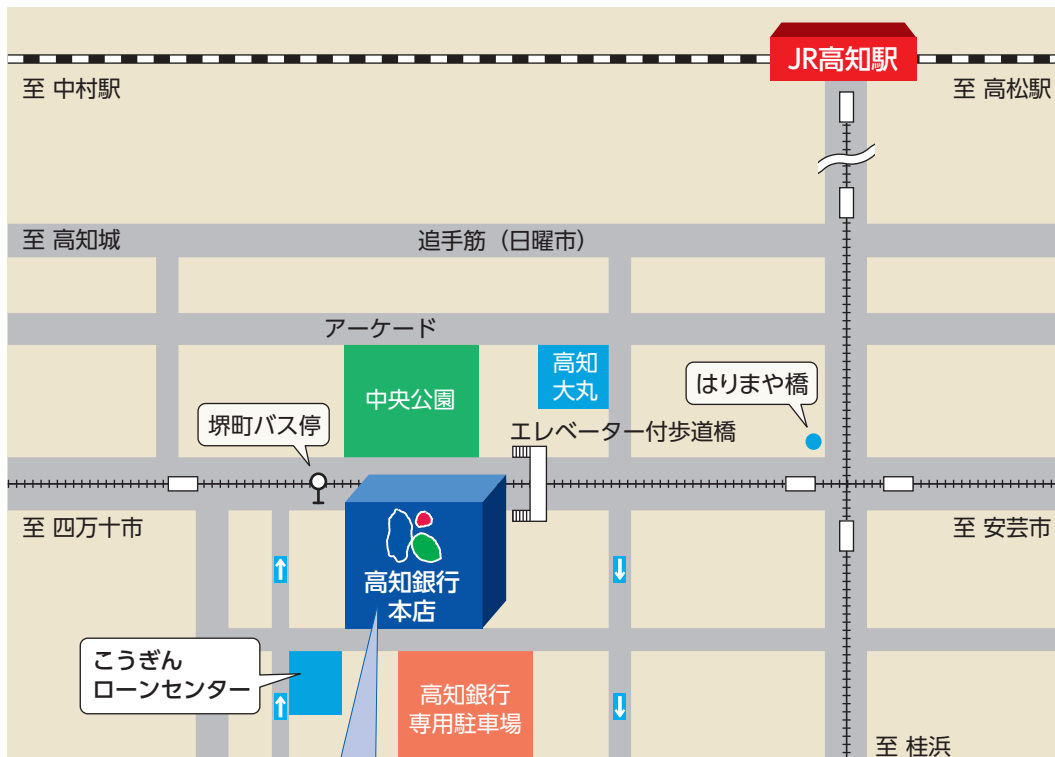 JR高知駅
至 中村駅
至 高松駅
至 高知城
追手筋（日曜市）
アーケード
高知
大丸
はりまや橋
中央公園
堺町バス停
エレベーター付歩道橋
至 四万十市
至 安芸市
高知銀行
本店
こうぎん
ローンセンター
高知銀行
専用駐車場
至 桂浜